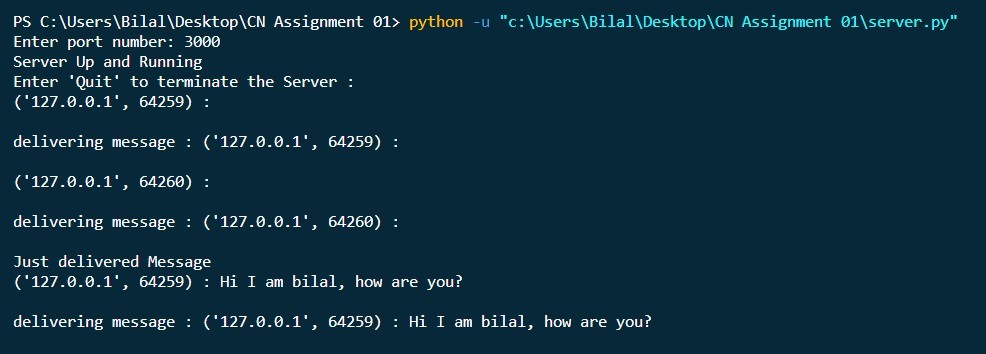 PS C:\Users\Bilal\Desktop\CN Assignment 01> python -u "c:\Users\Bilal\Desktop\CN Assignment 01\server.py"
Enter port number: 3000
Server Up and Running
Enter 'Quit' to terminate the Server :
('127.0.0.1', 64259) :
delivering message : ('127.0.0.1', 64259) :
('127.0.0.1', 64260) :
delivering message : ('127.0.0.1', 64260) :
Just delivered Message
('127.0.0.1', 64259) : Hi I am bilal, how are you?
delivering message : ('127.0.0.1', 64259) : Hi I am bilal, how are you?